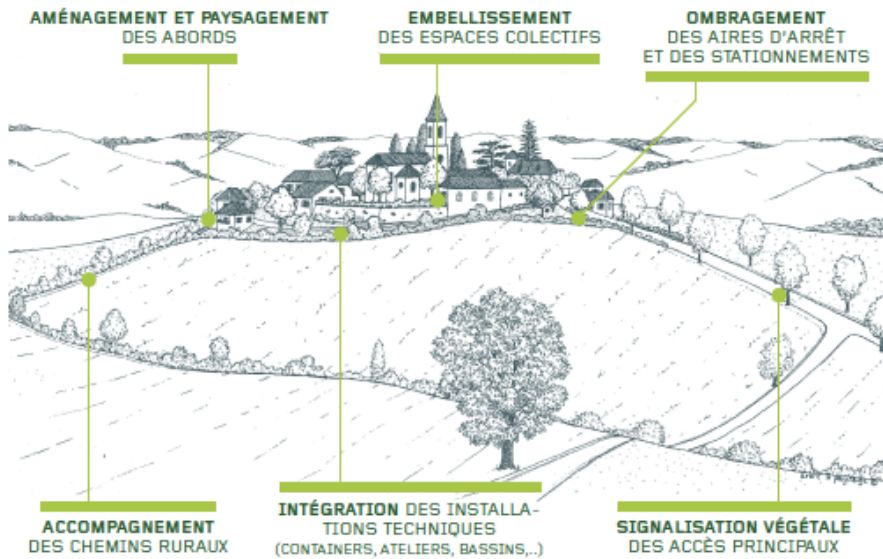 AMÉNAGEMENT ET PAYSAGEMENT
DES ABORDS
EMBELLISSEMENT
DES ESPACES COLECTIFS
OMBRAGEMENT
DES AIRES D'ARRÊT
ET DES STATIONNEMENTS
ACCOMPAGNEMENT
DES CHEMINS RURAUX
INTÉGRATION DES INSTALLA-
TIONS TECHNIQUES
(CONTAINERS, ATELIERS, BASSINS,..)
SIGNALISATION VÉGÉTALE
DES ACCÈS PRINCIPAUX